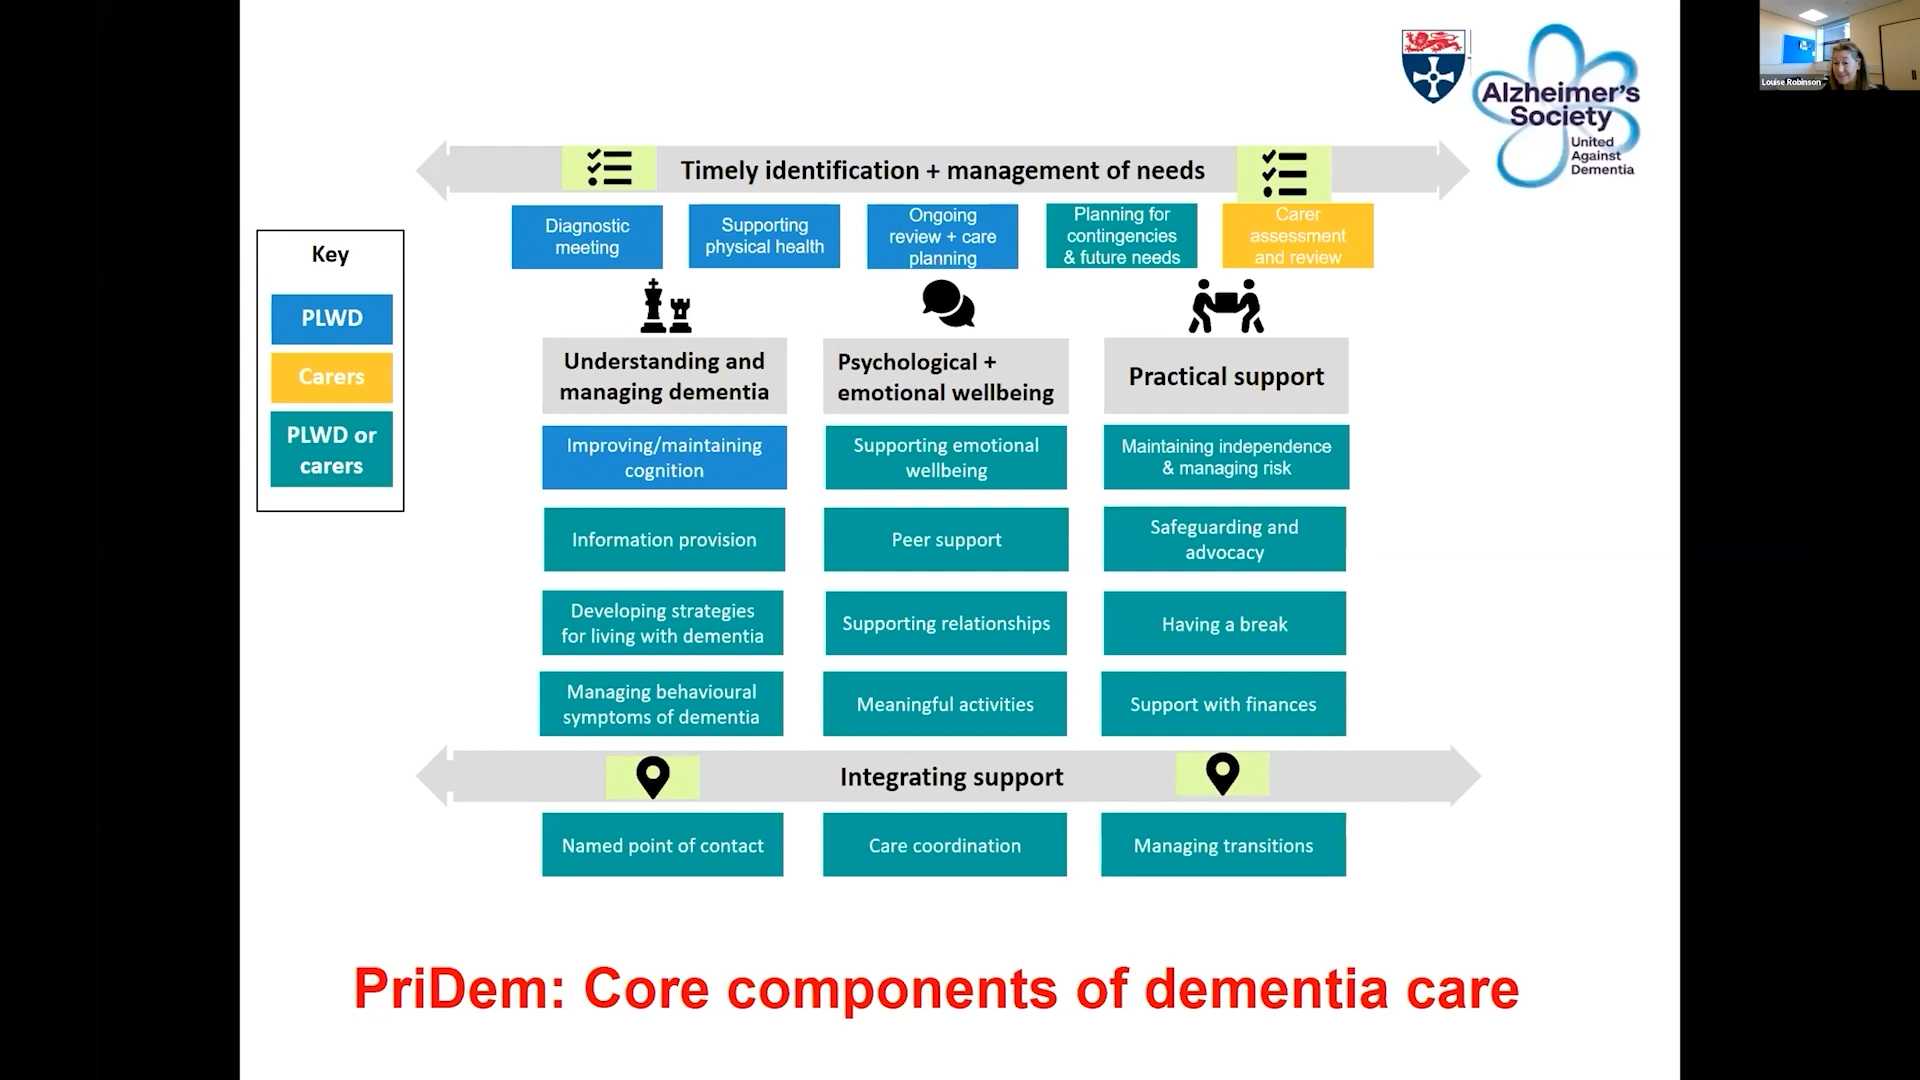 Louise Robinson
Alzheimer's
Society
United
Against
Dementia
Timely identification + management of needs
Diagnostic
meeting
Supporting
physical health
Ongoing
review + care
planning
Planning for
contingencies
& future needs
Carer
assessment
and review
Key
PLWD
Carers
PLWD or
carers
Understanding and
managing dementia
Improving/maintaining
cognition
Information provision
Developing strategies
for living with dementia
Managing behavioural
symptoms of dementia
Psychological +
emotional wellbeing
Supporting emotional
wellbeing
Peer support
Supporting relationships
Meaningful activities
Practical support
Maintaining independence
& managing risk
Safeguarding and
advocacy
Having a break
Support with finances
Integrating support
Named point of contact
Care coordination
Managing transitions
PriDem: Core components of dementia care